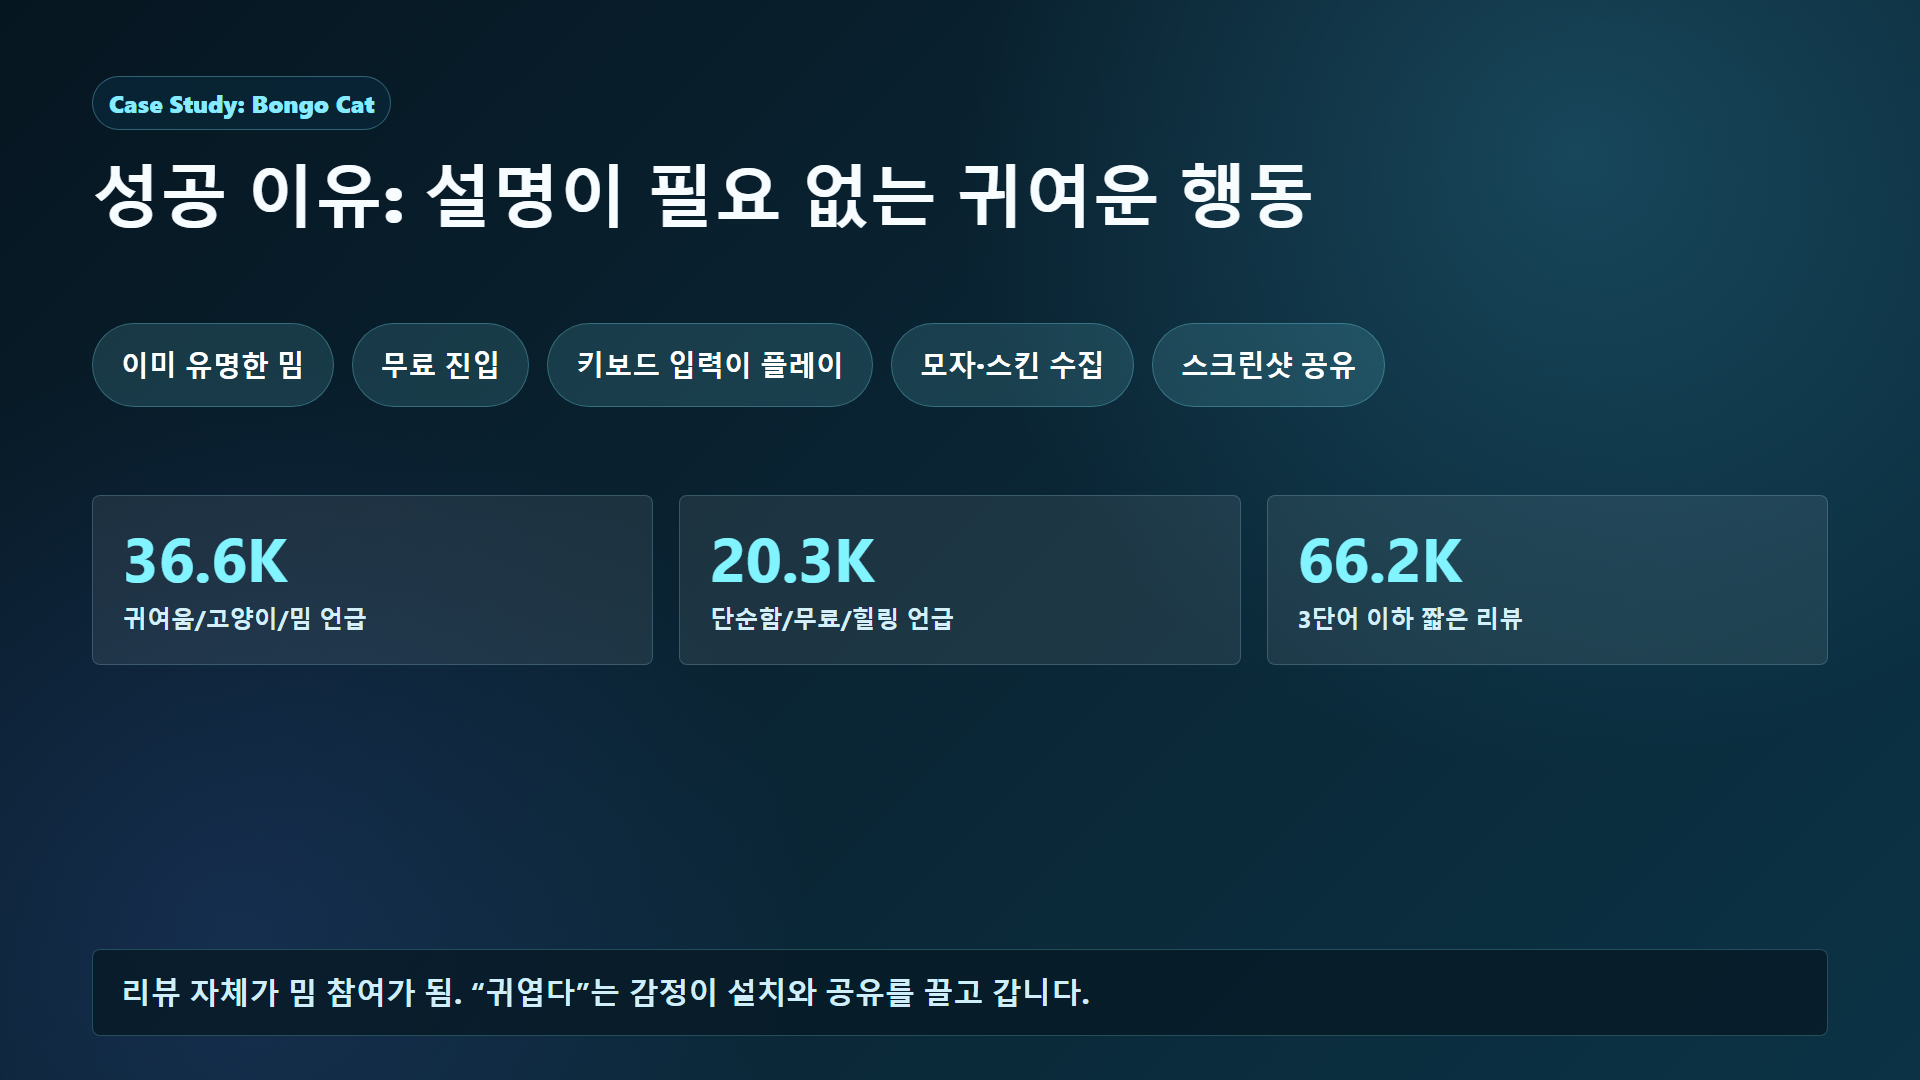 Case Study: Bongo Cat
성공 이유: 설명이 필요 없는 귀여운 행동
이미 유명한 밈
무료 진입
키보드 입력이 플레이
모자·스킨 수집
스크린샷 공유
36.6K
귀여움/고양이/밈 언급
20.3K
단순함/무료/힐링 언급
66.2K
3단어 이하 짧은 리뷰
리뷰 자체가 밈 참여가 됨. “귀엽다”는 감정이 설치와 공유를 끌고 갑니다.